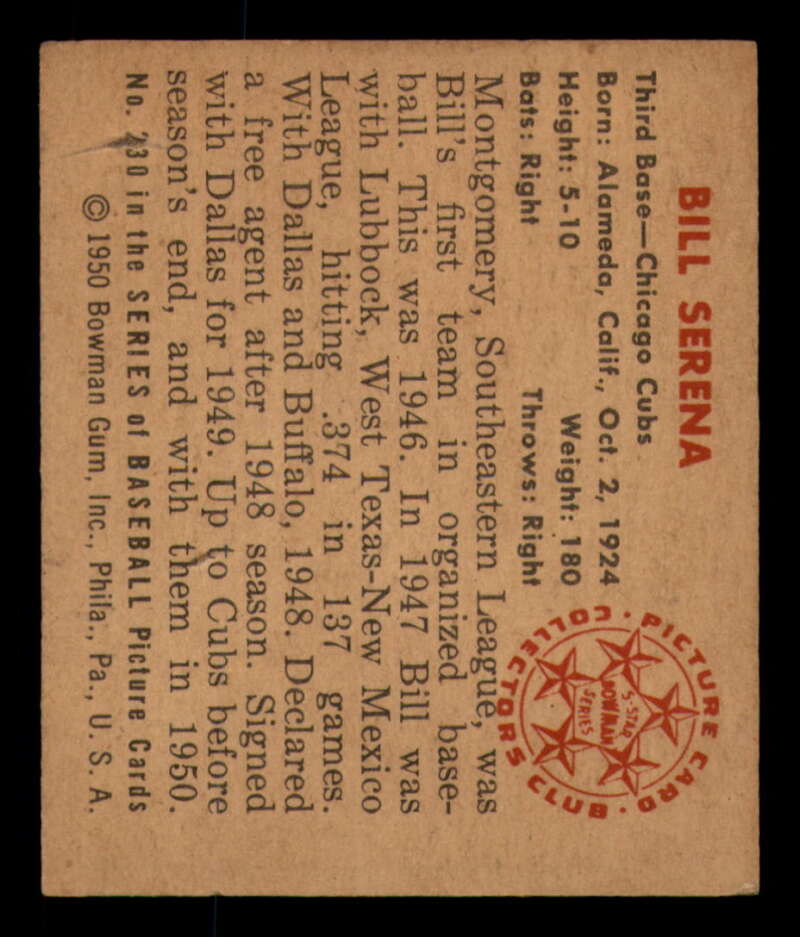 BILL SERENA
Third Base—Chicago Cubs
Born: Alameda, Calif., Oct. 2, 1924
Height: 5-10 Weight: 180
Bats: Right Throws: Right
PICTURE CARD · COLLECTORS CLUB ·
5-STAR
BOWMAN
SERIES
Montgomery, Southeastern League, was
Bill's first team in organized base-
ball. This was 1946. In 1947 Bill was
with Lubbock, West Texas-New Mexico
League, hitting .374 in 137 games.
With Dallas and Buffalo, 1948. Declared
a free agent after 1948 season. Signed
with Dallas for 1949. Up to Cubs before
season's end, and with them in 1950.
No. 230 in the SERIES of BASEBALL Picture Cards
© 1950 Bowman Gum, Inc., Phila., Pa., U. S. A.